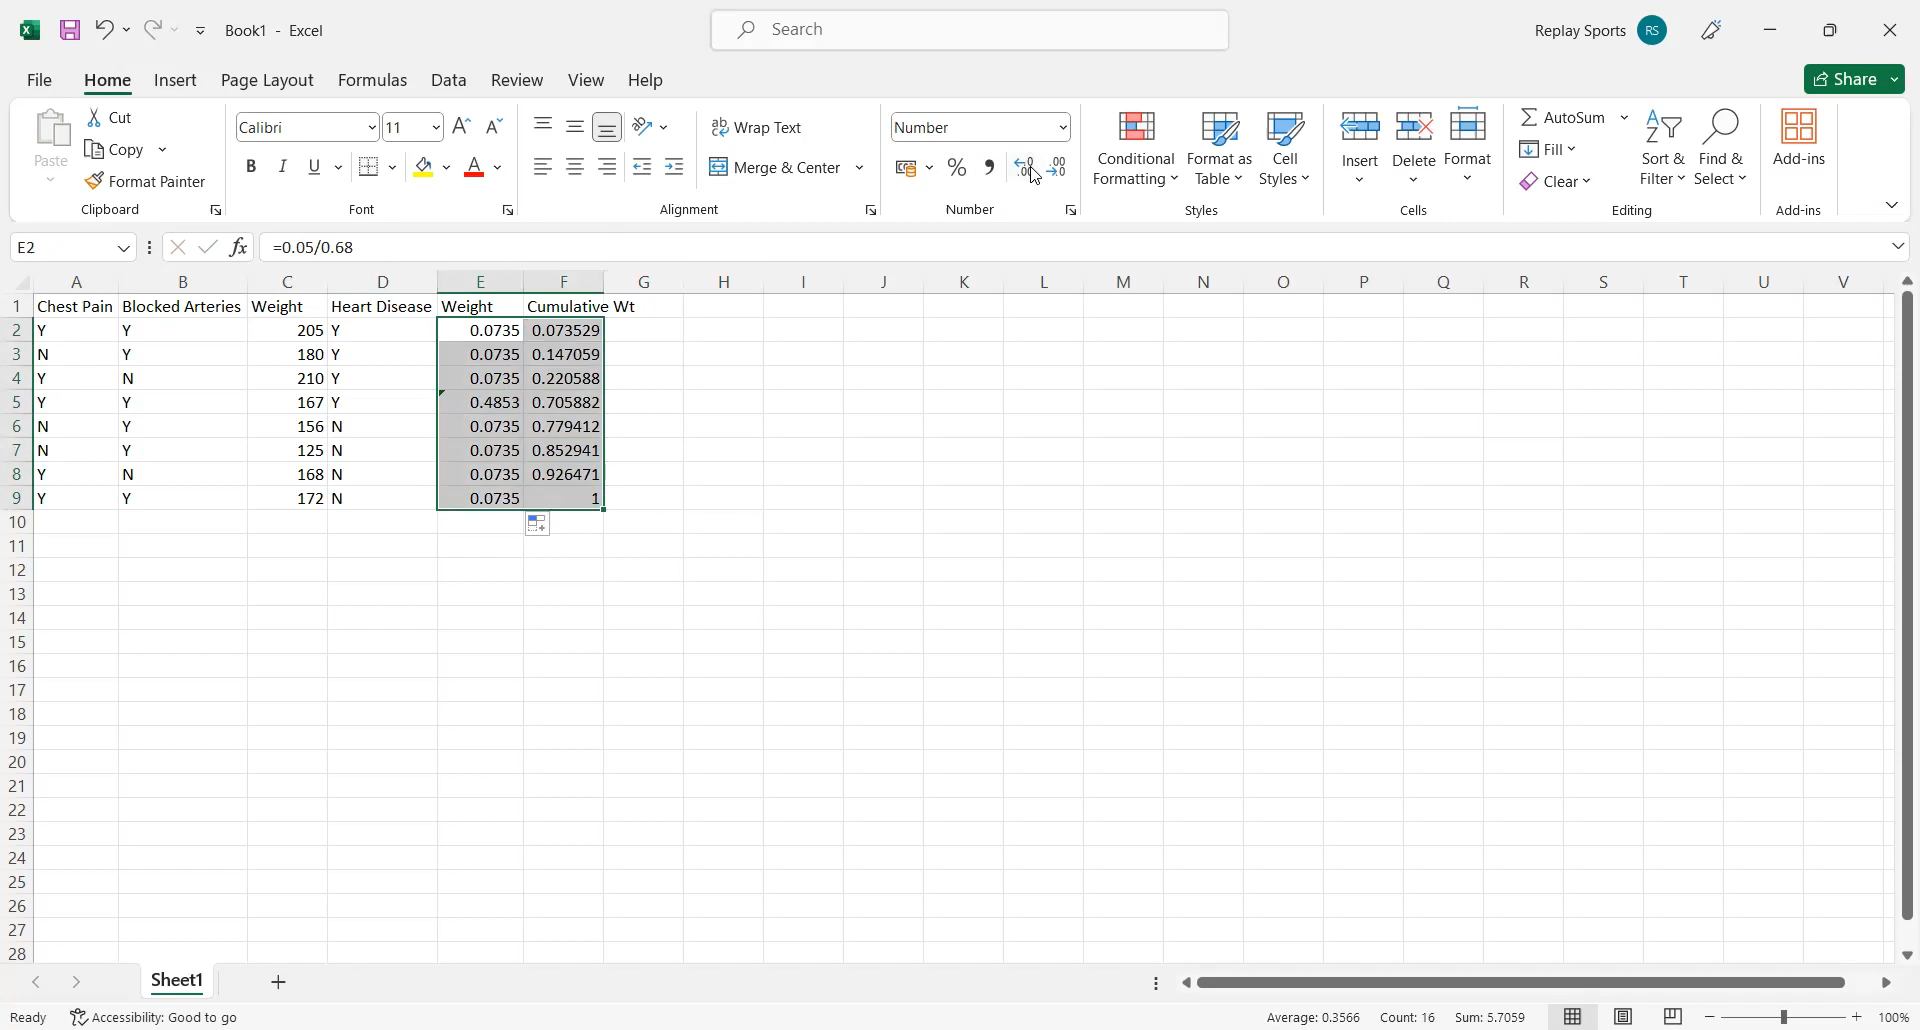 Book1 - Excel
Search
Replay Sports RS
File Home Insert Page Layout Formulas Data Review View Help Share
Paste Cut Copy Format Painter Clipboard
Calibri 11 B I U A Font
ab Wrap Text Merge & Center Alignment
Number % Number
Conditional Formatting Format as Table Cell Styles Styles
Insert Delete Format Cells
AutoSum Fill Clear Sort & Filter Find & Select Editing
Add-ins Add-ins
E2 fx =0.05/0.68
A B C D E F G H I J K L M N O P Q R S T U V
1 Chest Pain Blocked Arteries Weight Heart Disease Weight Cumulative Wt
2 Y Y 205 Y 0.0735 0.073529
3 N Y 180 Y 0.0735 0.147059
4 Y N 210 Y 0.0735 0.220588
5 Y Y 167 Y 0.4853 0.705882
6 N Y 156 N 0.0735 0.779412
7 N Y 125 N 0.0735 0.852941
8 Y N 168 N 0.0735 0.926471
9 Y Y 172 N 0.0735 1
10
11
12
13
14
15
16
17
18
19
20
21
22
23
24
25
26
27
28
Sheet1
Ready Accessibility: Good to go Average: 0.3566 Count: 16 Sum: 5.7059 100%